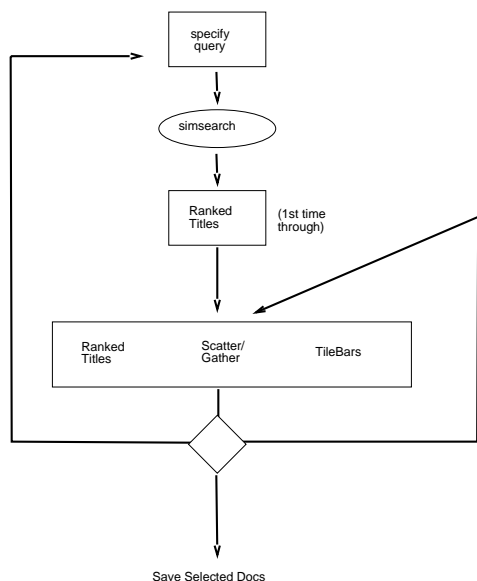 specify
query
simsearch
Ranked
Titles
(1st time
through)
Ranked
Titles
Scatter/
Gather
TileBars
Save Selected Docs